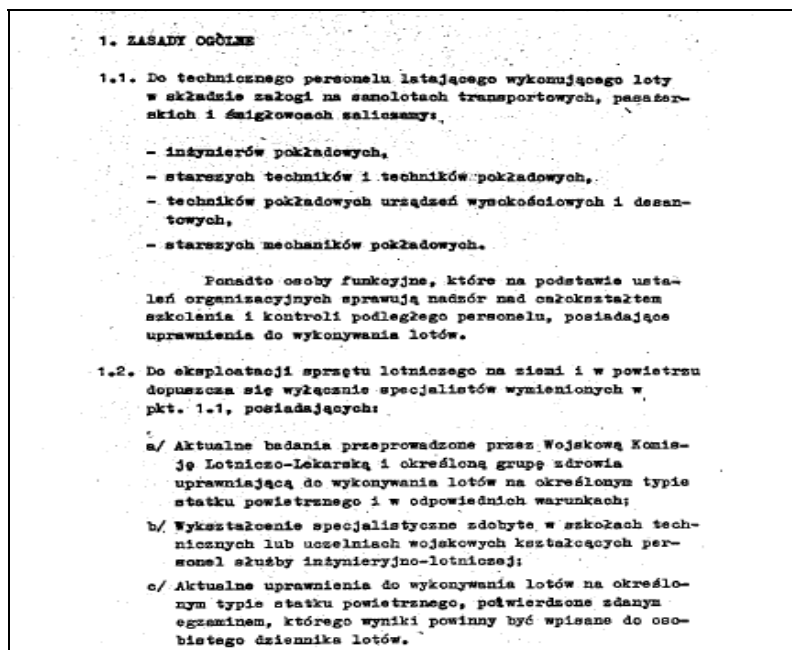 1. ZASADY OGÓLNE
1.1. Do technicznego personelu latającego wykonującego loty
w składzie załogi na samolotach transportowych, pasażer-
skich i śmigłowcach zaliczamy:
- inżynierów pokładowych,
- starszych techników i techników pokładowych,
- techników pokładowych urządzeń wysokościowych i desan-
towych,
- starszych mechaników pokładowych.
Ponadto osoby funkcyjne, które na podstawie usta-
leń organizacyjnych sprawują nadzór nad całokształtem
szkolenia i kontroli podległego personelu, posiadające
uprawnienia do wykonywania lotów.
1.2. Do eksploatacji sprzętu lotniczego na ziemi i w powietrzu
dopuszcza się wyłącznie specjalistów wymienionych w
pkt. 1.1, posiadających:
a/ Aktualne badania przeprowadzone przez Wojskową Komis-
ję Lotniczo-Lekarską i określoną grupę zdrowia
uprawniającą do wykonywania lotów na określonym typie
statku powietrznego i w odpowiednich warunkach;
b/ Wykształcenie specjalistyczne zdobyte w szkołach tech-
nicznych lub uczelniach wojskowych kształcących per-
sonel służby inżynieryjno-lotniczej;
c/ Aktualne uprawnienia do wykonywania lotów na określo-
nym typie statku powietrznego, potwierdzone zdanym
egzaminem, którego wyniki powinny być wpisane do oso-
bistego dziennika lotów.